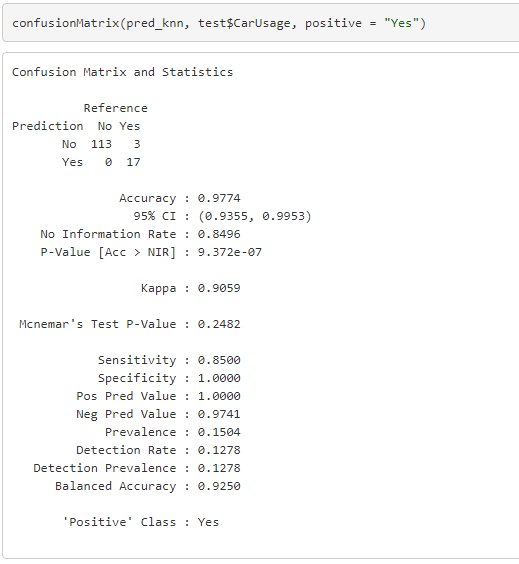 confusionMatrix(pred_knn, test$CarUsage, positive = "Yes")
Confusion Matrix and Statistics
Reference
Prediction No Yes
No 113 3
Yes 0 17
Accuracy : 0.9774
95% CI : (0.9355, 0.9953)
No Information Rate : 0.8496
P-Value [Acc > NIR] : 9.372e-07
Kappa : 0.9059
Mcnemar's Test P-Value : 0.2482
Sensitivity : 0.8500
Specificity : 1.0000
Pos Pred Value : 1.0000
Neg Pred Value : 0.9741
Prevalence : 0.1504
Detection Rate : 0.1278
Detection Prevalence : 0.1278
Balanced Accuracy : 0.9250
'Positive' Class : Yes